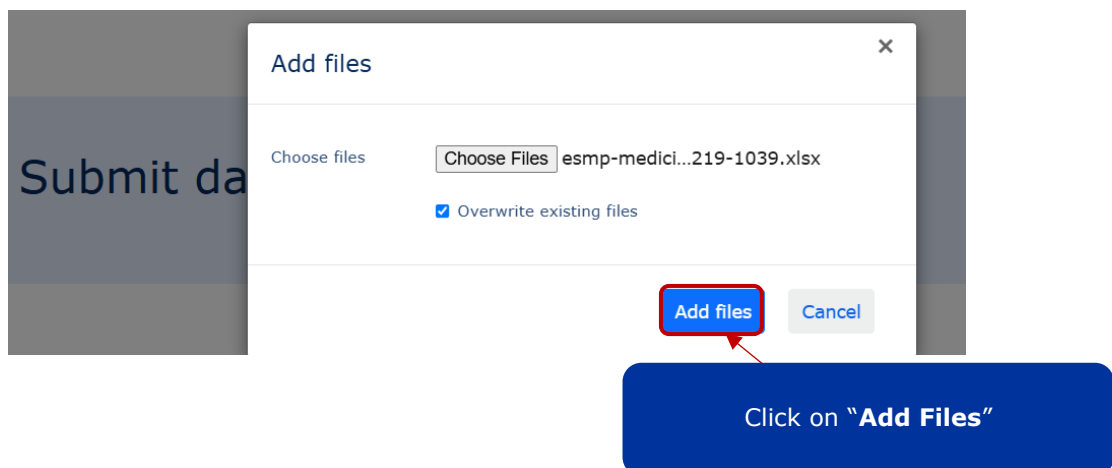 Add files
×
Submit da
Choose files
Choose Files esmp-medici...219-1039.xlsx
Overwrite existing files
Add files
Cancel
Click on “Add Files”